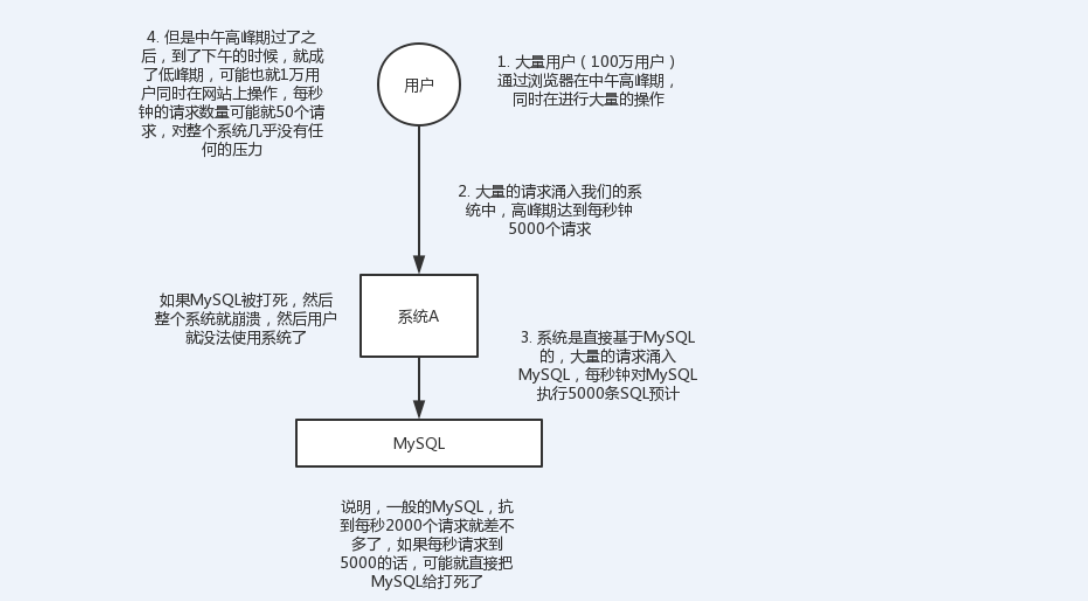 4. 但是中午高峰期过了之
后，到了下午的时候，就成
了低峰期，可能也就1万用
户同时在网站上操作，每秒
钟的请求数量可能就50个请
求，对整个系统几乎没有任
何的压力
用户
1. 大量用户（100万用户）
通过浏览器在中午高峰期，
同时在进行大量的操作
2. 大量的请求涌入我们的系
统中，高峰期达到每秒钟
5000个请求
如果MySQL被打死，然后
整个系统就崩溃，然后用户
就没法使用系统了
系统A
3. 系统是直接基于MySQL
的，大量的请求涌入
MySQL，每秒钟对MySQL
执行5000条SQL预计
MySQL
说明，一般的MySQL，抗
到每秒2000个请求就差不
多了，如果每秒请求到
5000的话，可能就直接把
MySQL给打死了